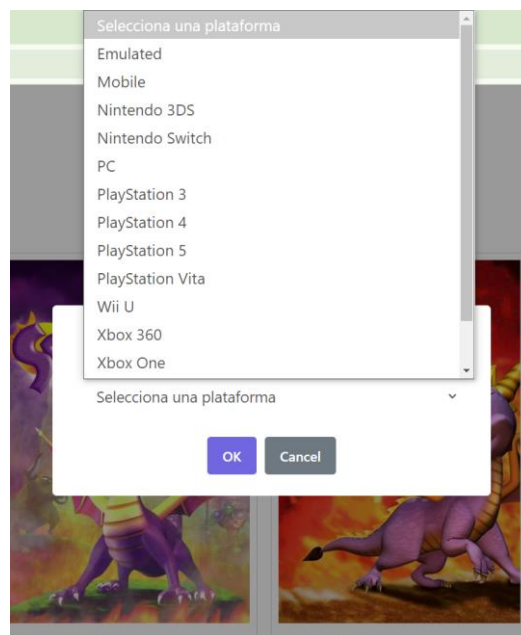 Selecciona una plataforma
Emulated
Mobile
Nintendo 3DS
Nintendo Switch
PC
PlayStation 3
PlayStation 4
PlayStation 5
PlayStation Vita
Wii U
Xbox 360
Xbox One
Selecciona una plataforma
OK
Cancel